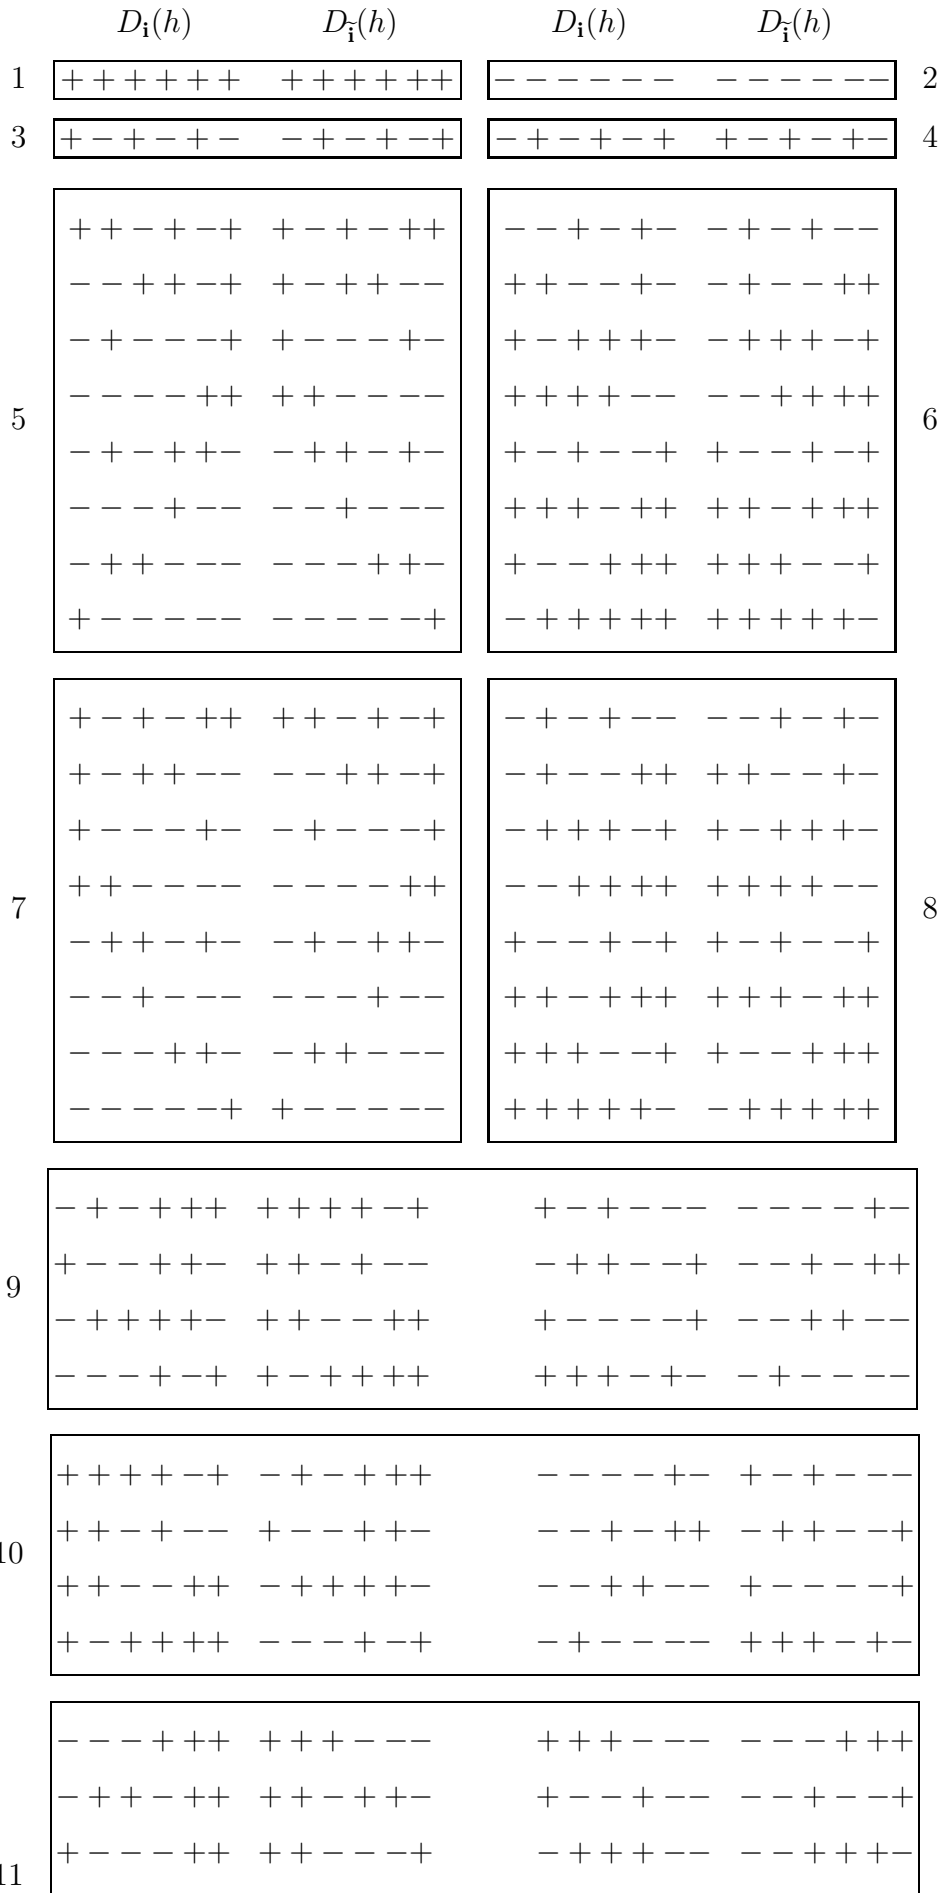 D_i(h) D_ĩ(h) D_i(h) D_ĩ(h)
1 + + + + + + + + + + + + − − − − − − − − − − − − 2
3 + − + − + − − + − + − + − + − + − + + − + − + − 4
+ + − + − + + − + − + + − − + − + − − + − + − −
− − + + − + + − + + − − + + − − + − − + − − + +
− + − − − + + − − − + − + − + + + − − + + + − +
5 − − − − + + + + − − − − + + + + − − − − + + + + 6
− + − + + − − + + − + − + − + − − + + − − + − +
− − − + − − − − + − − − + + + − + + + + − + + +
− + + − − − − − − + + − + − − + + + + + + − − +
+ − − − − − − − − − − + − + + + + + + + + + + −
+ − + − + + + + − + − + − + − + − − − − + − + −
+ − + + − − − − + + − + − + − − + + + + − − + −
+ − − − + − − + − − − + − + + + − + + − + + + −
7 + + − − − − − − − − + + − − + + + + + + + + − − 8
− + + − + − − + − + + − + − − + − + + − + − − +
− − + − − − − − − + − − + + − + + + + + + − + +
− − − + + − − + + − − − + + + − − + + − − + + +
− − − − − + + − − − − − + + + + + − − + + + + +
− + − + + + + + + + − + + − + − − − − − − − + −
+ − − + + − + + − + − − − + + − − + − − + − + +
9
− + + + + − + + − − + + + − − − − + − − + + − −
− − − + − + + − + + + + + + + − + − − + − − − −
+ + + + − + − + − + + + − − − − + − + − + − − −
+ + − + − − + − − + + − − − + − + + − + + − − +
10
+ + − − + + − + + + + − − − + + − − + − − − − +
+ − + + + + − − − + − + − + − − − − + + + − + −
− − − + + + + + + − − − + + + − − − − − − + + +
− + + − + + + + − + + − + − − + − − − − + − − +
+ − − − + + + + − − − + − + + + − − − − + + + −
11